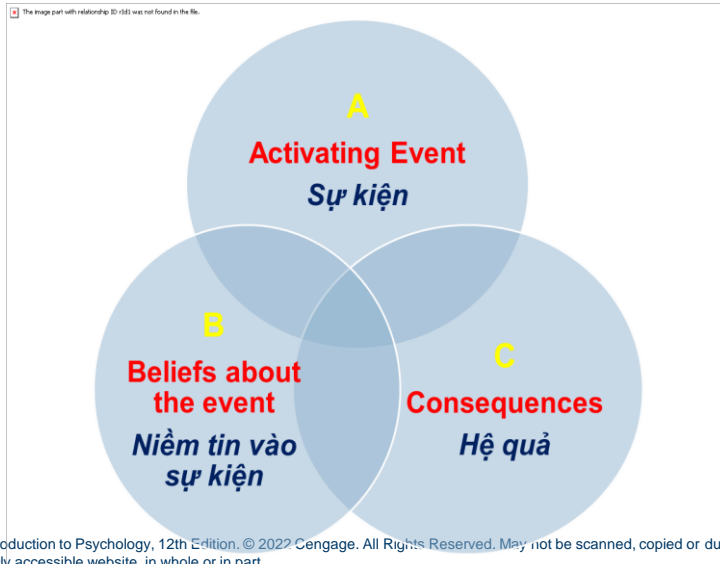 The image part with relationship ID rId1 was not found in the file.
A
Activating Event
Sự kiện
B
Beliefs about
the event
Niềm tin vào
sự kiện
C
Consequences
Hệ quả
oduction to Psychology, 12th Edition. © 2022 Cengage. All Rights Reserved. May not be scanned, copied or du
ly accessible website, in whole or in part